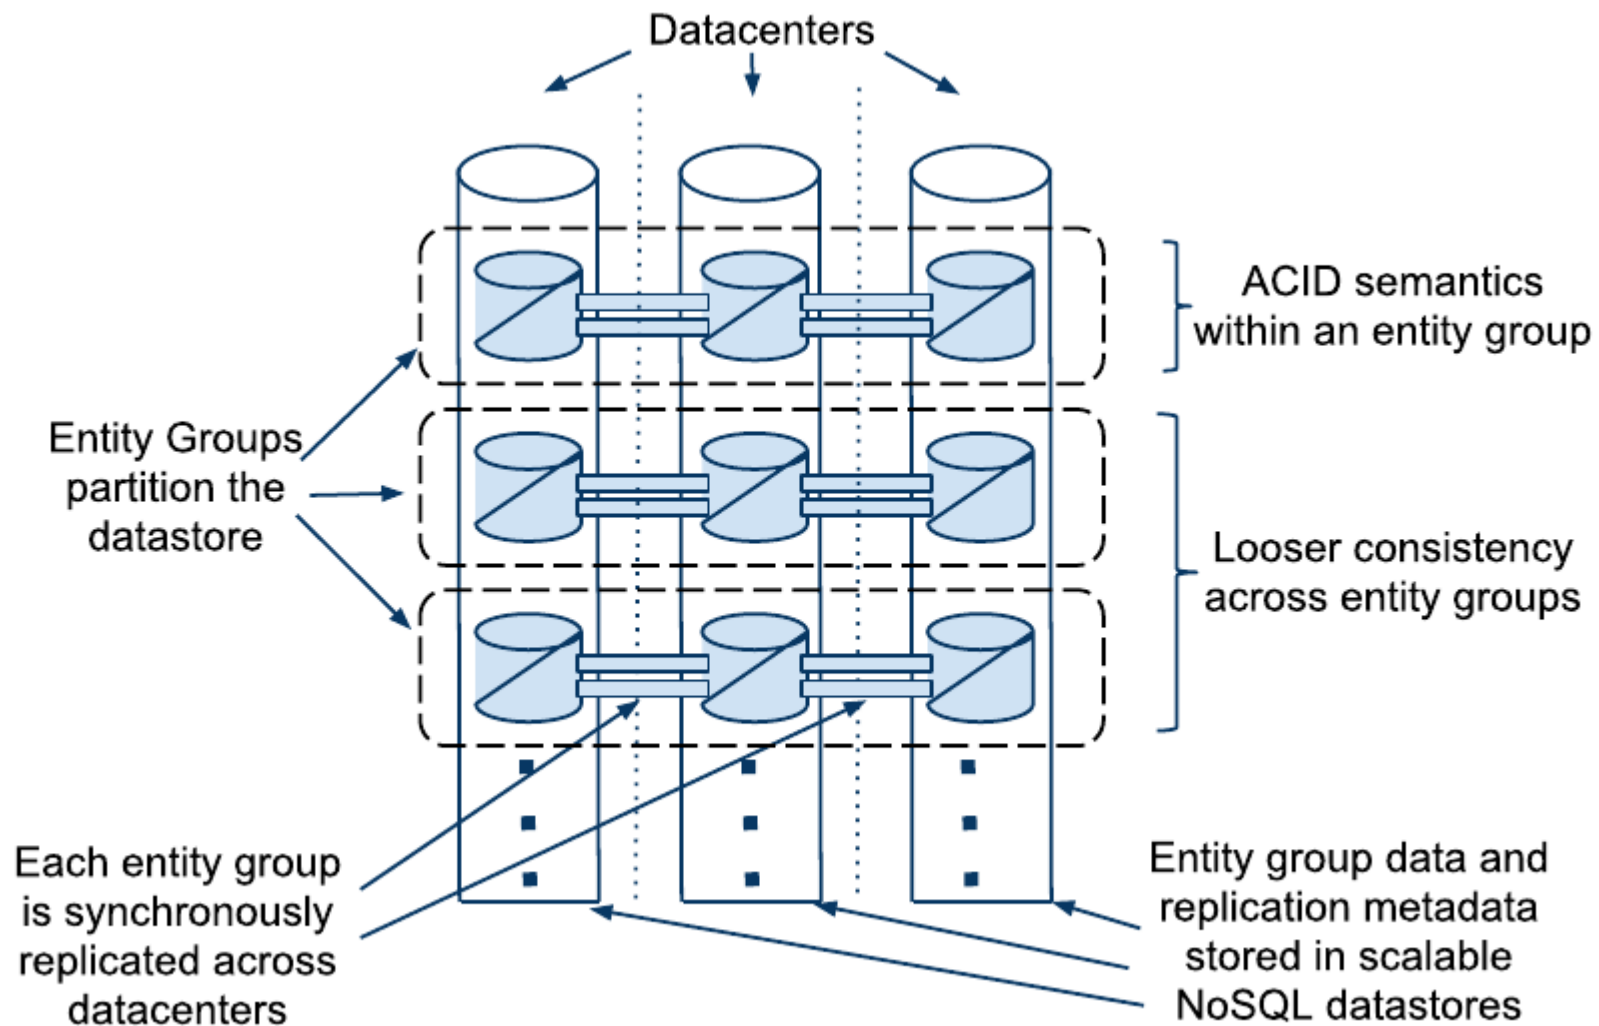 Datacenters
ACID semantics
within an entity group
Entity Groups
partition the
datastore
Looser consistency
across entity groups
Each entity group
is synchronously
replicated across
datacenters
Entity group data and
replication metadata
stored in scalable
NoSQL datastores